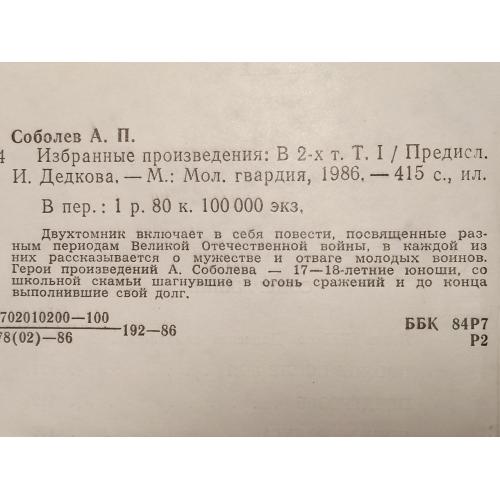 Соболев А. П.
4 Избранные произведения: В 2-х т. Т. I / Предисл.
И. Дедкова. — М.: Мол. гвардия, 1986. — 415 с., ил.
В пер.: 1 р. 80 к. 100 000 экз.
Двухтомник включает в себя повести, посвященные раз-
ным периодам Великой Отечественной войны, в каждой из
них рассказывается о мужестве и отваге молодых воинов.
Герои произведений А. Соболева — 17—18-летние юноши, со
школьной скамьи шагнувшие в огонь сражений и до конца
выполнившие свой долг.
702010200—100
78(02)—86
192—86
ББК 84Р7
Р2